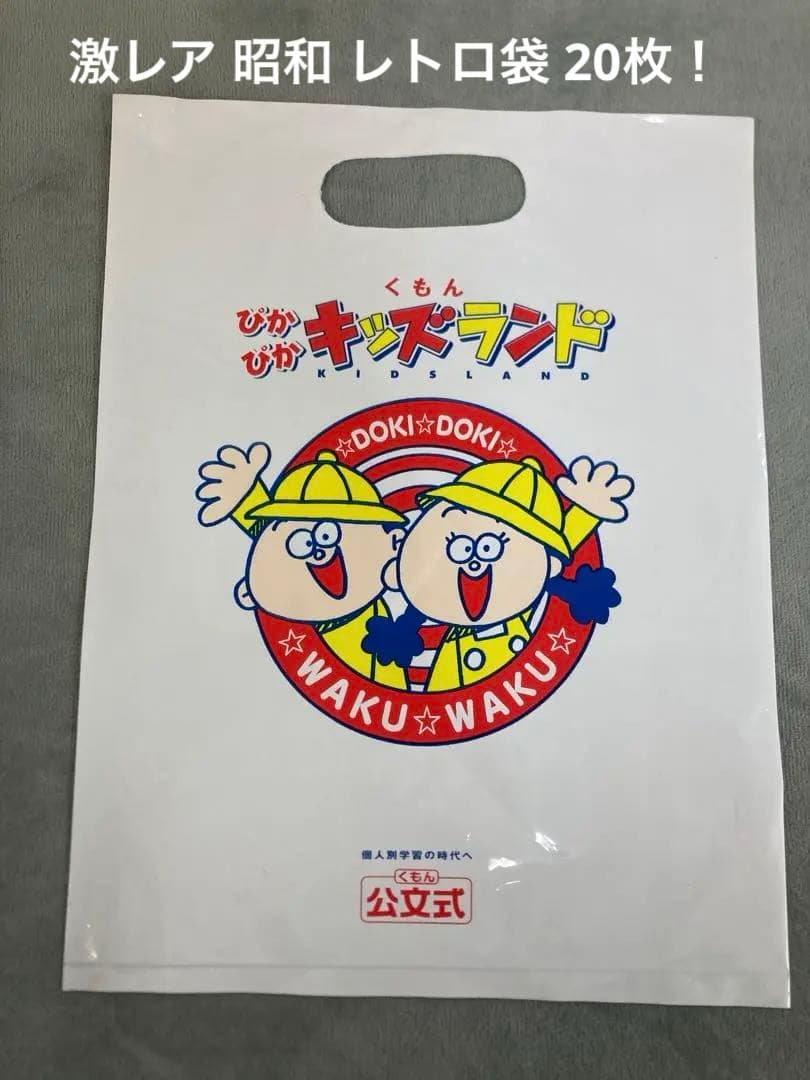 激レア 昭和 レトロ袋 20枚！
くもん
ぴか
ぴか
キッズランド
KIDSLAND
☆DOKI☆DOKI☆
☆WAKU☆WAKU☆
個人別学習の時代へ
くもん
公文式